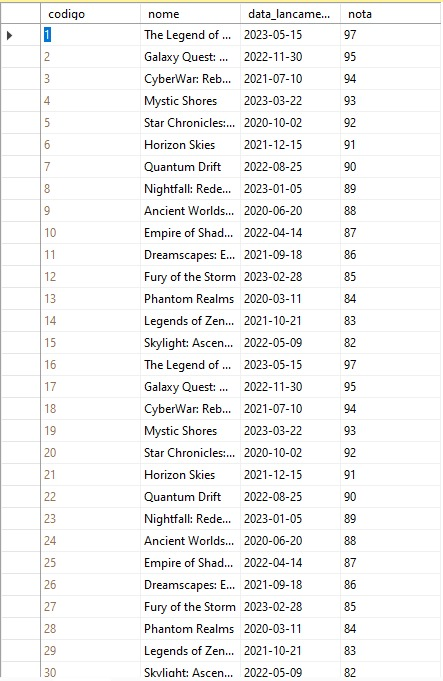 codigo nome data_lancame... nota
1 The Legend of ... 2023-05-15 97
2 Galaxy Quest: ... 2022-11-30 95
3 CyberWar: Reb... 2021-07-10 94
4 Mystic Shores 2023-03-22 93
5 Star Chronicles:... 2020-10-02 92
6 Horizon Skies 2021-12-15 91
7 Quantum Drift 2022-08-25 90
8 Nightfall: Rede... 2023-01-05 89
9 Ancient Worlds... 2020-06-20 88
10 Empire of Shad... 2022-04-14 87
11 Dreamscapes: E... 2021-09-18 86
12 Fury of the Storm 2023-02-28 85
13 Phantom Realms 2020-03-11 84
14 Legends of Zen... 2021-10-21 83
15 Skylight: Ascen... 2022-05-09 82
16 The Legend of ... 2023-05-15 97
17 Galaxy Quest: ... 2022-11-30 95
18 CyberWar: Reb... 2021-07-10 94
19 Mystic Shores 2023-03-22 93
20 Star Chronicles:... 2020-10-02 92
21 Horizon Skies 2021-12-15 91
22 Quantum Drift 2022-08-25 90
23 Nightfall: Rede... 2023-01-05 89
24 Ancient Worlds... 2020-06-20 88
25 Empire of Shad... 2022-04-14 87
26 Dreamscapes: E... 2021-09-18 86
27 Fury of the Storm 2023-02-28 85
28 Phantom Realms 2020-03-11 84
29 Legends of Zen... 2021-10-21 83
30 Skylight: Ascen... 2022-05-09 82